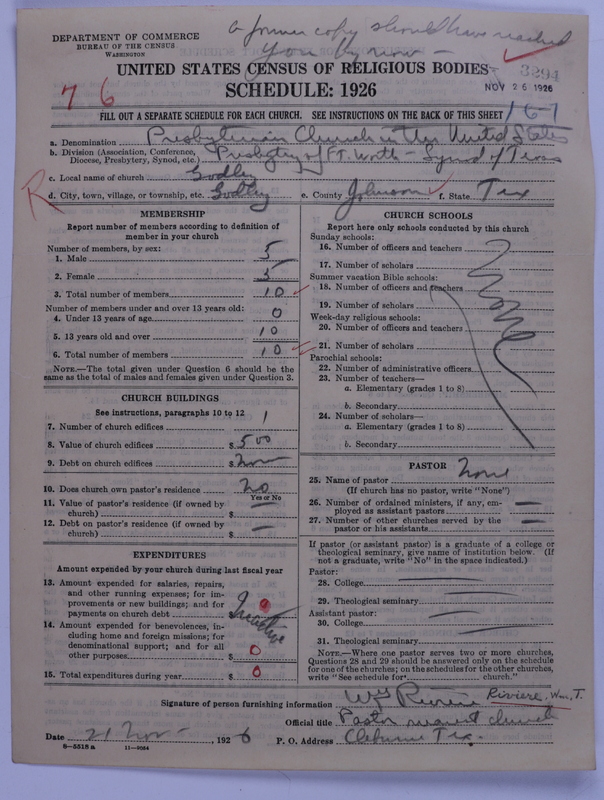 a former copy should have reached
you by now –
DEPARTMENT OF COMMERCE
BUREAU OF THE CENSUS
WASHINGTON
3294
UNITED STATES CENSUS OF RELIGIOUS BODIES
NOV 26 1926
SCHEDULE: 1926
7 6
FILL OUT A SEPARATE SCHEDULE FOR EACH CHURCH. SEE INSTRUCTIONS ON THE BACK OF THIS SHEET
16-7
a. Denomination Presbyterian Church in the United States
b. Division (Association, Conference, Diocese, Presbytery, Synod, etc.) Presbytery of Ft. Worth – Synod of Texas
c. Local name of church Godley
R
d. City, town, village, or township, etc. Godley e. County Johnson f. State Tex
MEMBERSHIP
Report number of members according to definition of
member in your church
Number of members, by sex:
1. Male 5
2. Female 5
3. Total number of members 10
Number of members under and over 13 years old:
4. Under 13 years of age 0
5. 13 years old and over 10
6. Total number of members 10
NOTE.—The total given under Question 6 should be the
same as the total of males and females given under Question 3.
CHURCH BUILDINGS
See instructions, paragraphs 10 to 12
7. Number of church edifices 1
8. Value of church edifices $ 500
9. Debt on church edifices $ None
10. Does church own pastor's residence No
Yes or No
11. Value of pastor's residence (if owned by
church) $ —
12. Debt on pastor's residence (if owned by
church) $ —
EXPENDITURES
Amount expended by your church during last fiscal year
13. Amount expended for salaries, repairs,
and other running expenses; for im-
provements or new buildings; and for
payments on church debt $ 0
Inactive
14. Amount expended for benevolences, in-
cluding home and foreign missions; for
denominational support; and for all
other purposes $ 0
15. Total expenditures during year $ 0
CHURCH SCHOOLS
Report here only schools conducted by this church
Sunday schools:
16. Number of officers and teachers
17. Number of scholars
None
Summer vacation Bible schools:
18. Number of officers and teachers
19. Number of scholars
Week-day religious schools:
20. Number of officers and teachers
21. Number of scholars
Parochial schools:
22. Number of administrative officers
23. Number of teachers—
a. Elementary (grades 1 to 8)
b. Secondary
24. Number of scholars—
a. Elementary (grades 1 to 8)
b. Secondary
PASTOR
25. Name of pastor None
(If church has no pastor, write "None")
26. Number of ordained ministers, if any, em-
ployed as assistant pastors —
27. Number of other churches served by the
pastor or his assistants —
If pastor (or assistant pastor) is a graduate of a college or
theological seminary, give name of institution below. (If
not a graduate, write "No" in the space indicated.)
Pastor:
28. College —
29. Theological seminary —
Assistant pastor:
30. College —
31. Theological seminary
NOTE.—Where one pastor serves two or more churches,
Questions 28 and 29 should be answered only on the schedule
for one of the churches; on the schedules for the other churches,
write "See schedule for church."
Signature of person furnishing information Wm T Riviere Riviere, Wm. T.
Official title Pastor nearest church
Date 21 Nov – , 1926 P. O. Address Cleburne Tex.
8–5518a 11—9064